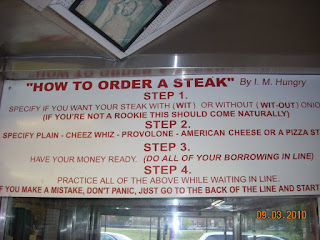 "HOW TO ORDER A STEAK" By I. M. Hungry
STEP 1.
SPECIFY IF YOU WANT YOUR STEAK WITH (WIT) OR WITHOUT (WIT-OUT) ONIO
(IF YOU'RE NOT A ROOKIE THIS SHOULD COME NATURALLY)
STEP 2.
SPECIFY PLAIN - CHEEZ WHIZ - PROVOLONE - AMERICAN CHEESE OR A PIZZA ST
STEP 3.
HAVE YOUR MONEY READY. (DO ALL OF YOUR BORROWING IN LINE)
STEP 4.
PRACTICE ALL OF THE ABOVE WHILE WAITING IN LINE.
IF YOU MAKE A MISTAKE, DON'T PANIC, JUST GO TO THE BACK OF THE LINE AND START
09.03.2010